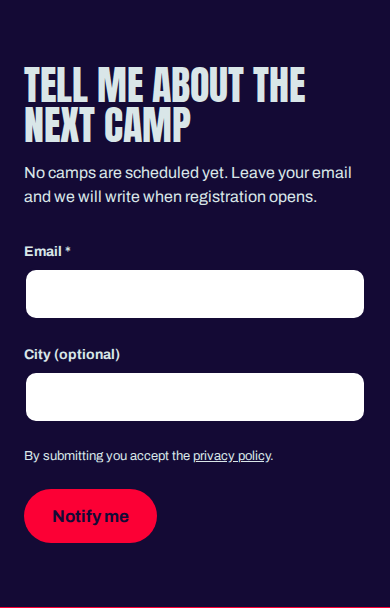 TELL ME ABOUT THE
NEXT CAMP
No camps are scheduled yet. Leave your email
and we will write when registration opens.
Email *
City (optional)
By submitting you accept the privacy policy.
Notify me